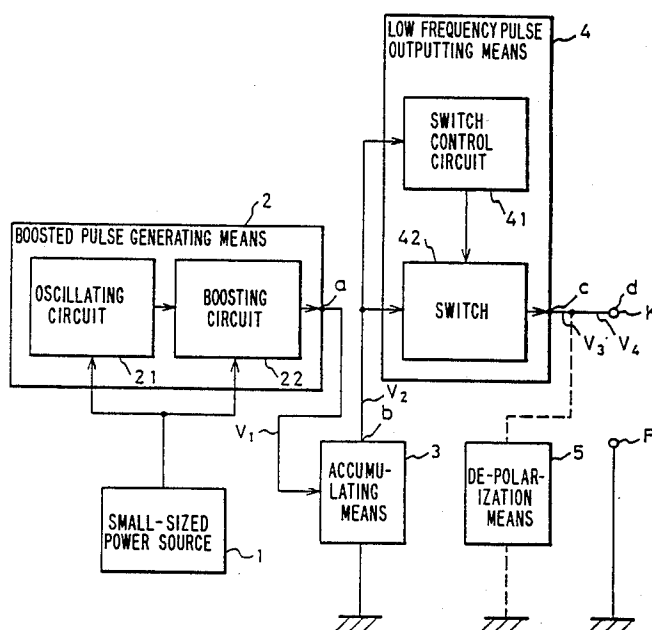 LOW FREQUENCY PULSE
OUTPUTTING MEANS
4
SWITCH
CONTROL
CIRCUIT
41
2
BOOSTED PULSE GENERATING MEANS
42
OSCILLATING
CIRCUIT
21
BOOSTING
CIRCUIT
22
a
SWITCH
c
d
K
V3
V4
V1
V2
b
3
ACCUMU-
LATING
MEANS
5
DE-POLAR-
IZATION
MEANS
SMALL-SIZED
POWER SOURCE
1